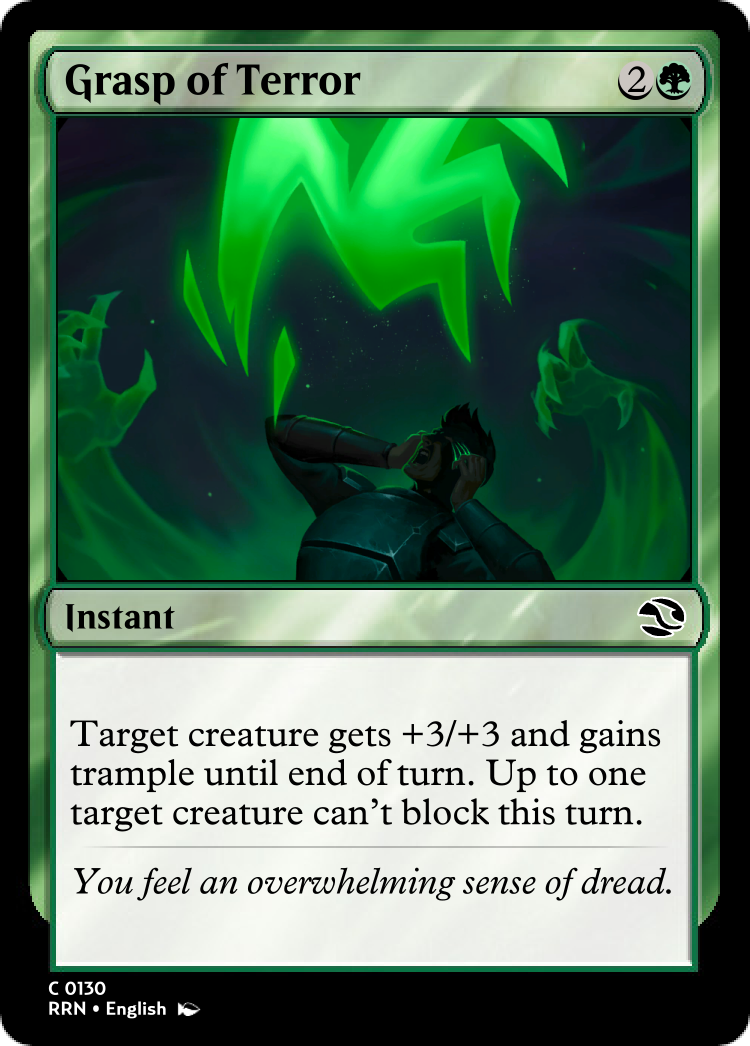 Grasp of Terror 2
Instant
Target creature gets +3/+3 and gains
trample until end of turn. Up to one
target creature can't block this turn.
You feel an overwhelming sense of dread.
C 0130
RRN • English